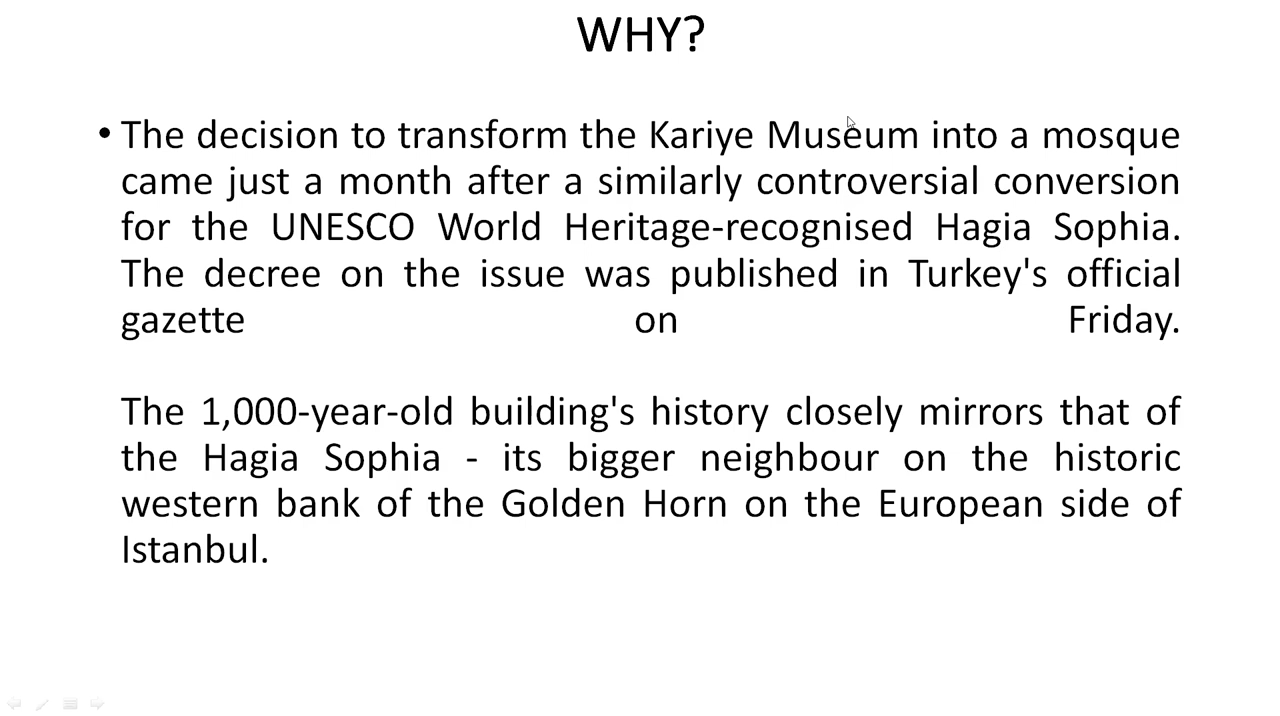 WHY?
• The decision to transform the Kariye Museum into a mosque
came just a month after a similarly controversial conversion
for the UNESCO World Heritage-recognised Hagia Sophia.
The decree on the issue was published in Turkey's official
gazette on Friday.
The 1,000-year-old building's history closely mirrors that of
the Hagia Sophia - its bigger neighbour on the historic
western bank of the Golden Horn on the European side of
Istanbul.